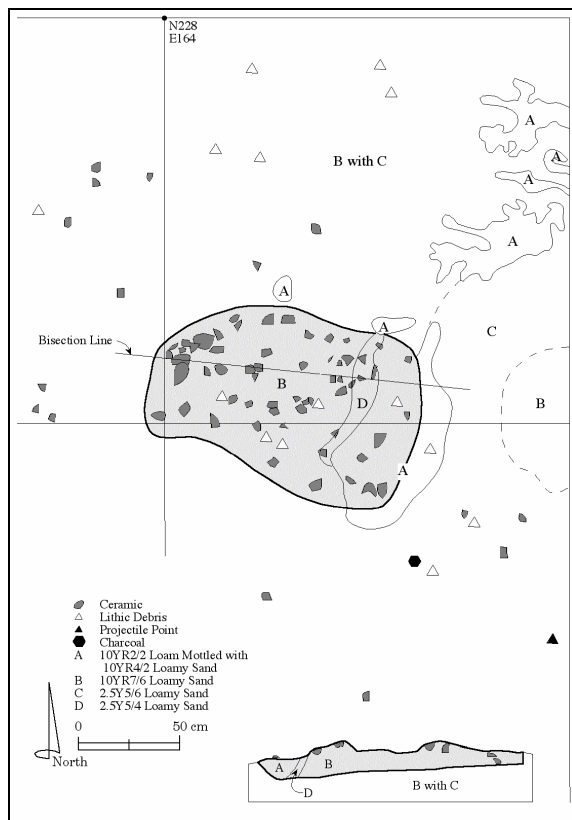 N228
E164
A
B with C
A
A
A
A
A
C
Bisection Line
B
D
B
A
Ceramic
Lithic Debris
Projectile Point
Charcoal
A 10YR2/2 Loam Mottled with
10YR4/2 Loamy Sand
B 10YR7/6 Loamy Sand
C 2.5Y5/6 Loamy Sand
D 2.5Y5/4 Loamy Sand
0 50 cm
North
A B
D
B with C